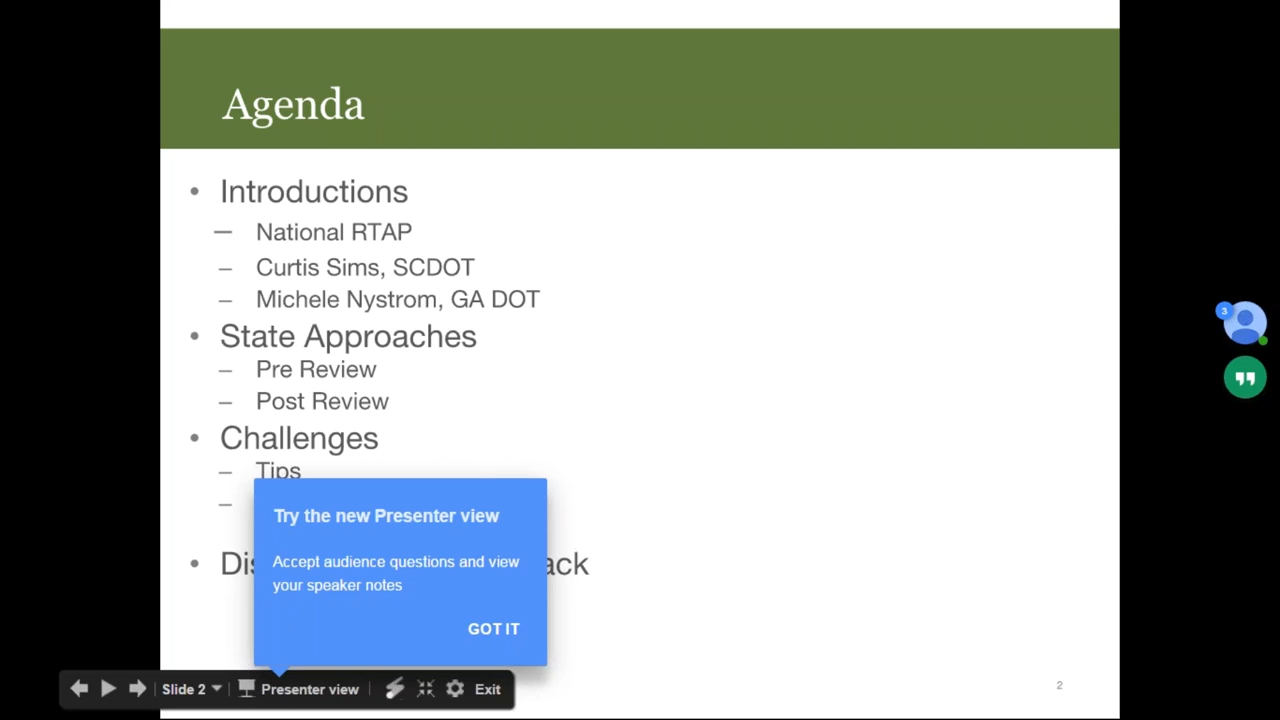 Agenda
• Introductions
— National RTAP
– Curtis Sims, SCDOT
– Michele Nystrom, GA DOT
• State Approaches
– Pre Review
– Post Review
• Challenges
– Tips
–
Try the new Presenter view
Accept audience questions and view
your speaker notes
GOT IT
Slide 2
Presenter view
Exit
2
3